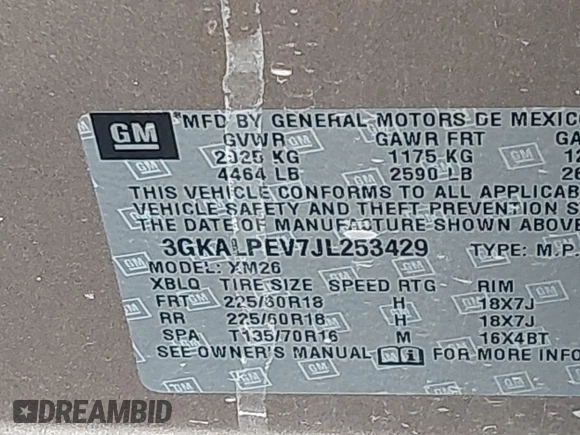 GM
MFD BY GENERAL MOTORS DE MEXICO
GVWR GAWR FRT GA
2025 KG 1175 KG 12
4464 LB 2590 LB 26
THIS VEHICLE CONFORMS TO ALL APPLICAB
VEHICLE SAFETY AND THEFT PREVENTION S
THE DATE OF MANUFACTURE SHOWN ABOVE
3GKALPEV7JL253429 TYPE: M.P.
MODEL: XM26
XBLQ TIRE SIZE SPEED RTG RIM
FRT 225/60R18 H 18X7J
RR 225/60R18 H 18X7J
SPA T135/70R16 M 16X4BT
SEE OWNER'S MANUAL FOR MORE INFO
DREAMBID